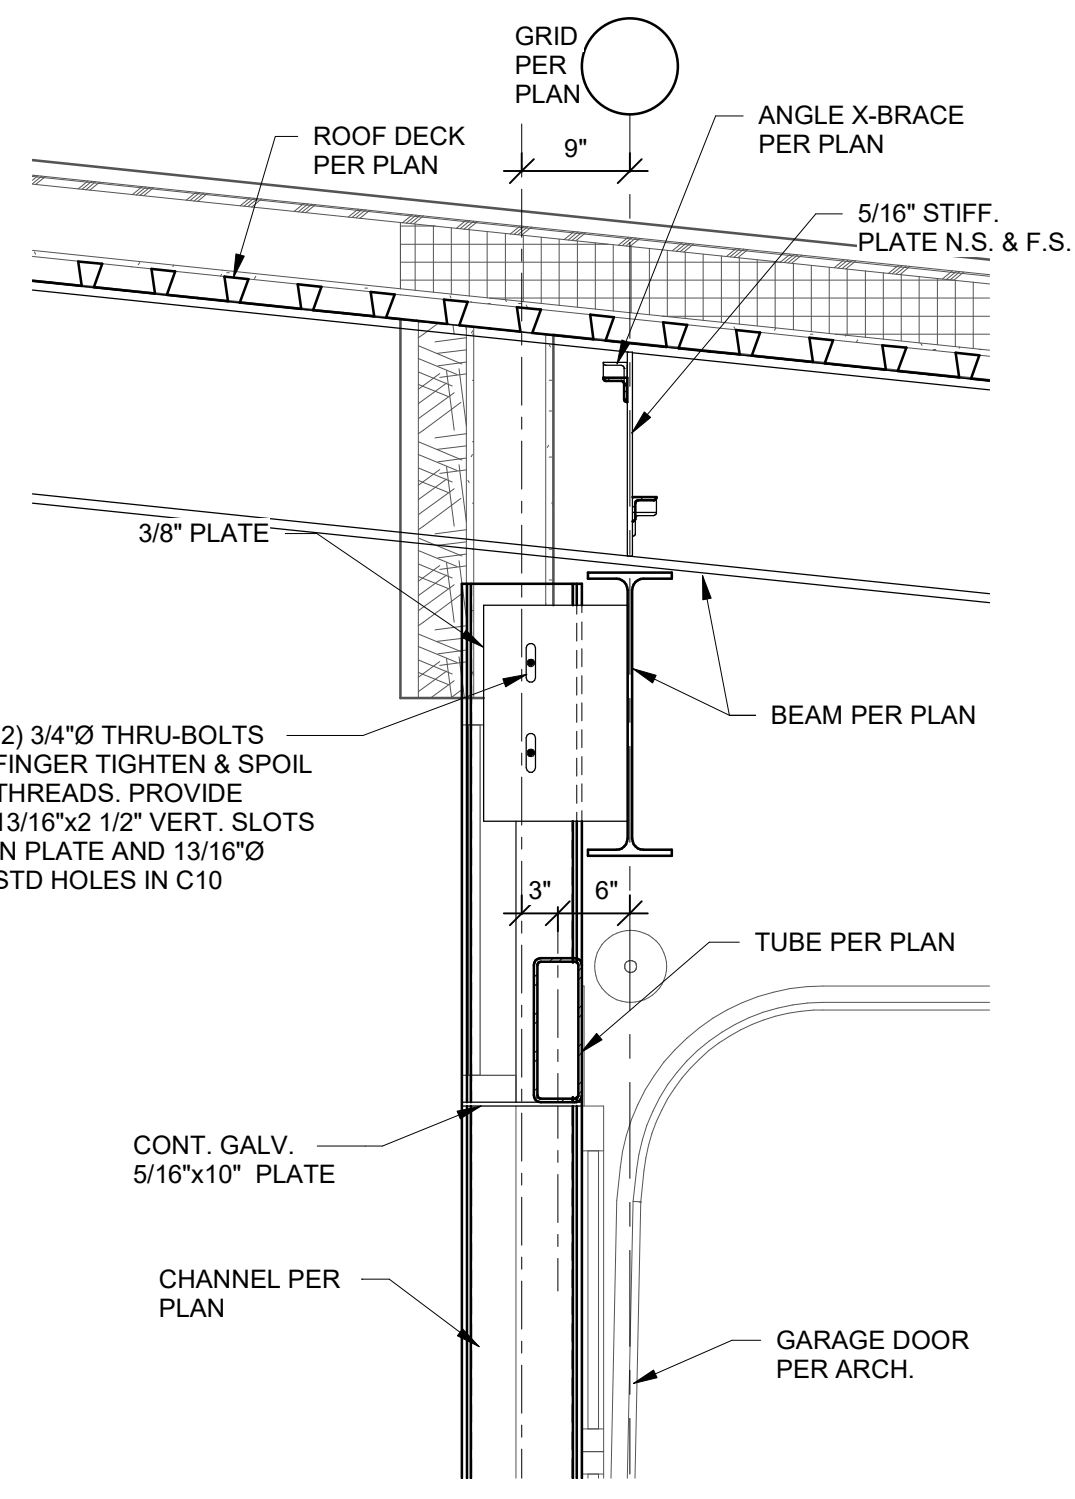 GRID
PER
PLAN
ROOF DECK
PER PLAN
9"
ANGLE X-BRACE
PER PLAN
5/16" STIFF.
PLATE N.S. & F.S.
3/8" PLATE
BEAM PER PLAN
2) 3/4"Ø THRU-BOLTS
FINGER TIGHTEN & SPOIL
THREADS. PROVIDE
13/16"x2 1/2" VERT. SLOTS
IN PLATE AND 13/16"Ø
STD HOLES IN C10
3"
6"
TUBE PER PLAN
CONT. GALV.
5/16"x10" PLATE
CHANNEL PER
PLAN
GARAGE DOOR
PER ARCH.